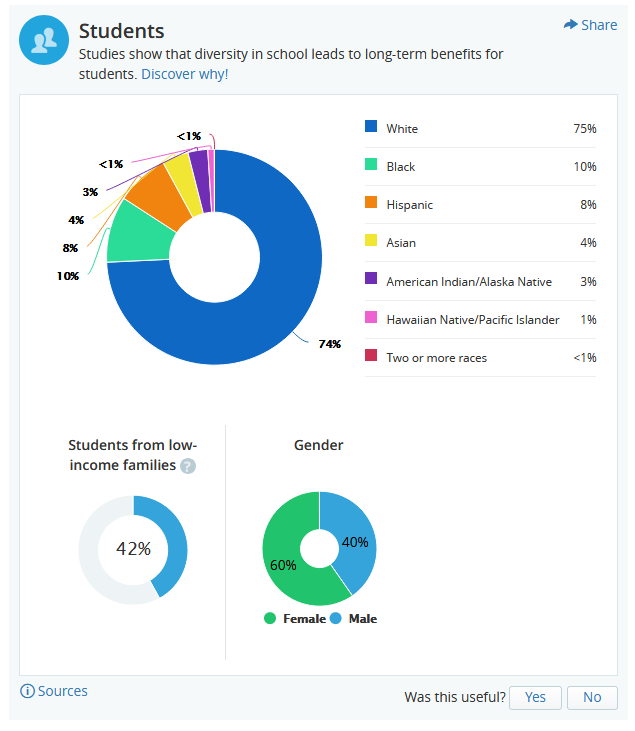 Students
Share
Studies show that diversity in school leads to long-term benefits for
students. Discover why!
<1%
<1%
3%
4%
8%
10%
74%
White 75%
Black 10%
Hispanic 8%
Asian 4%
American Indian/Alaska Native 3%
Hawaiian Native/Pacific Islander 1%
Two or more races <1%
Students from low-
income families ?
42%
Gender
40%
60%
Female Male
Sources
Was this useful? Yes No